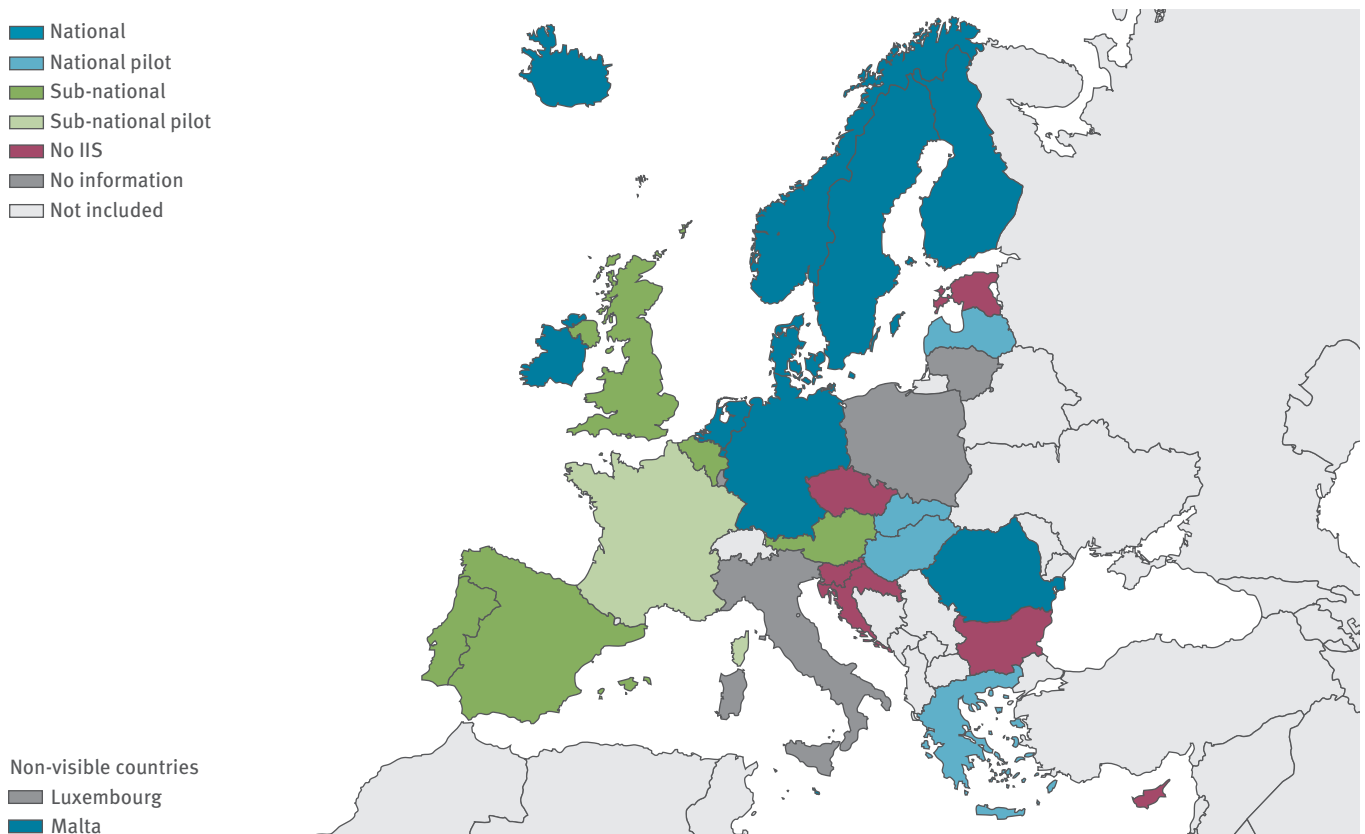 National
National pilot
Sub-national
Sub-national pilot
No IIS
No information
Not included
Non-visible countries
Luxembourg
Malta